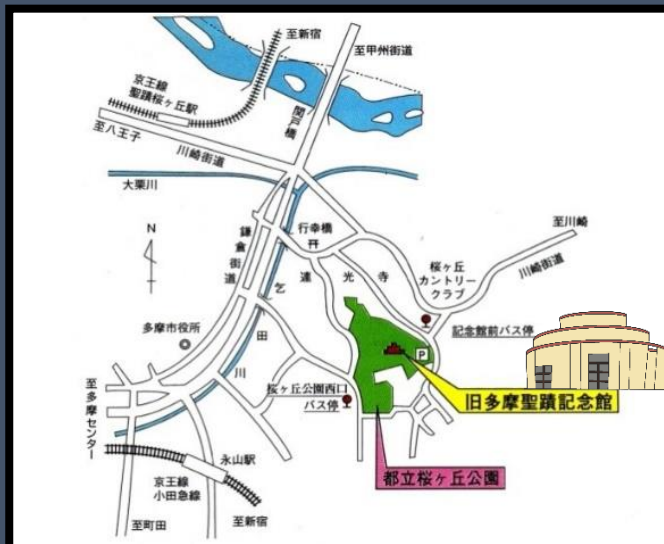 至新宿
至甲州街道
京王線
聖蹟桜ヶ丘駅
関戸橋
至八王子
川崎街道
大栗川
N
鎌倉街道
行幸橋
連光寺
乞田川
至川崎
川崎街道
桜ヶ丘
カントリー
クラブ
多摩市役所
記念館前バス停
P
至多摩センター
桜ヶ丘公園西口
バス停
旧多摩聖蹟記念館
都立桜ヶ丘公園
永山駅
京王線
小田急線
至町田
至新宿